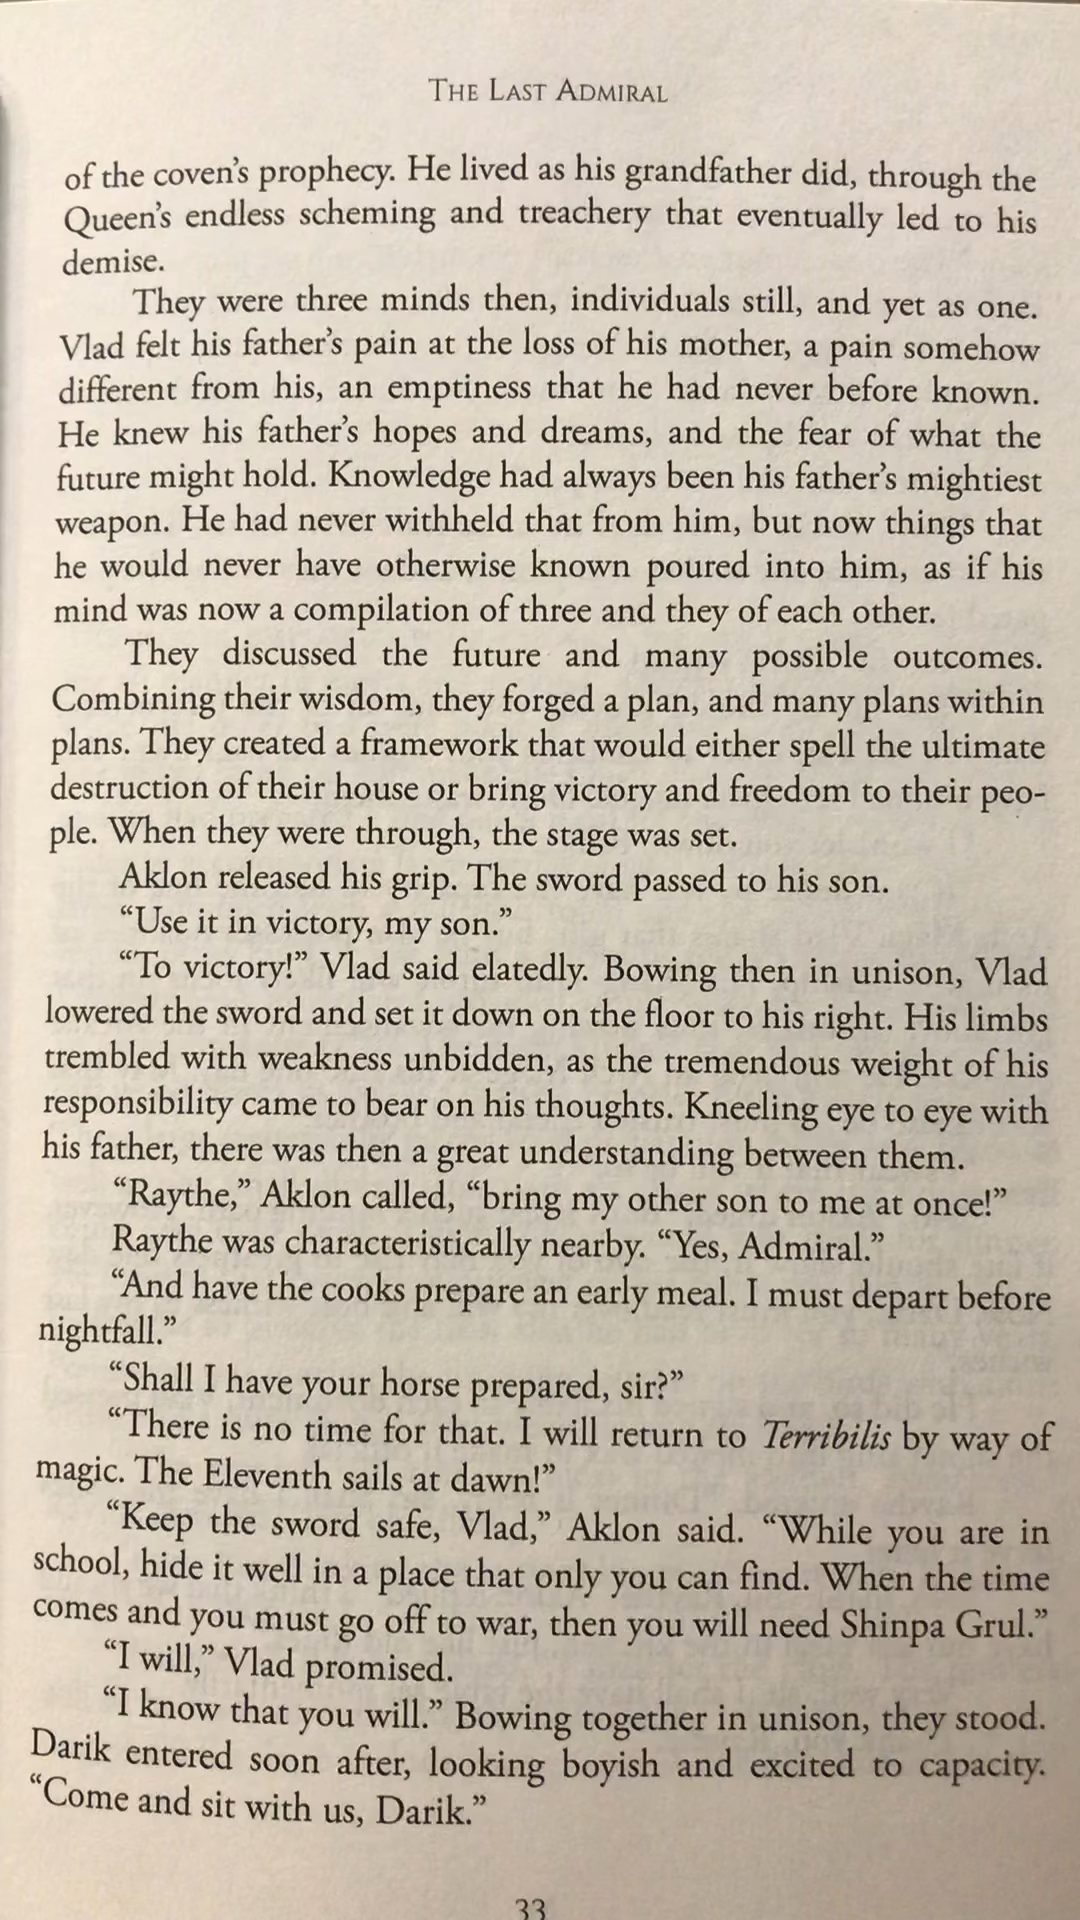 THE LAST ADMIRAL
of the coven’s prophecy. He lived as his grandfather did, through the
Queen’s endless scheming and treachery that eventually led to his
demise.
They were three minds then, individuals still, and yet as one.
Vlad felt his father’s pain at the loss of his mother, a pain somehow
different from his, an emptiness that he had never before known.
He knew his father’s hopes and dreams, and the fear of what the
future might hold. Knowledge had always been his father’s mightiest
weapon. He had never withheld that from him, but now things that
he would never have otherwise known poured into him, as if his
mind was now a compilation of three and they of each other.
They discussed the future and many possible outcomes.
Combining their wisdom, they forged a plan, and many plans within
plans. They created a framework that would either spell the ultimate
destruction of their house or bring victory and freedom to their peo-
ple. When they were through, the stage was set.
Aklon released his grip. The sword passed to his son.
“Use it in victory, my son.”
“To victory!” Vlad said elatedly. Bowing then in unison, Vlad
lowered the sword and set it down on the floor to his right. His limbs
trembled with weakness unbidden, as the tremendous weight of his
responsibility came to bear on his thoughts. Kneeling eye to eye with
his father, there was then a great understanding between them.
“Raythe,” Aklon called, “bring my other son to me at once!”
Raythe was characteristically nearby. “Yes, Admiral.”
“And have the cooks prepare an early meal. I must depart before
nightfall.”
“Shall I have your horse prepared, sir?”
“There is no time for that. I will return to Terribilis by way of
magic. The Eleventh sails at dawn!”
“Keep the sword safe, Vlad,” Aklon said. “While you are in
school, hide it well in a place that only you can find. When the time
comes and you must go off to war, then you will need Shinpa Grul.”
“I will,” Vlad promised.
“I know that you will.” Bowing together in unison, they stood.
Darik entered soon after, looking boyish and excited to capacity.
“Come and sit with us, Darik.”
33